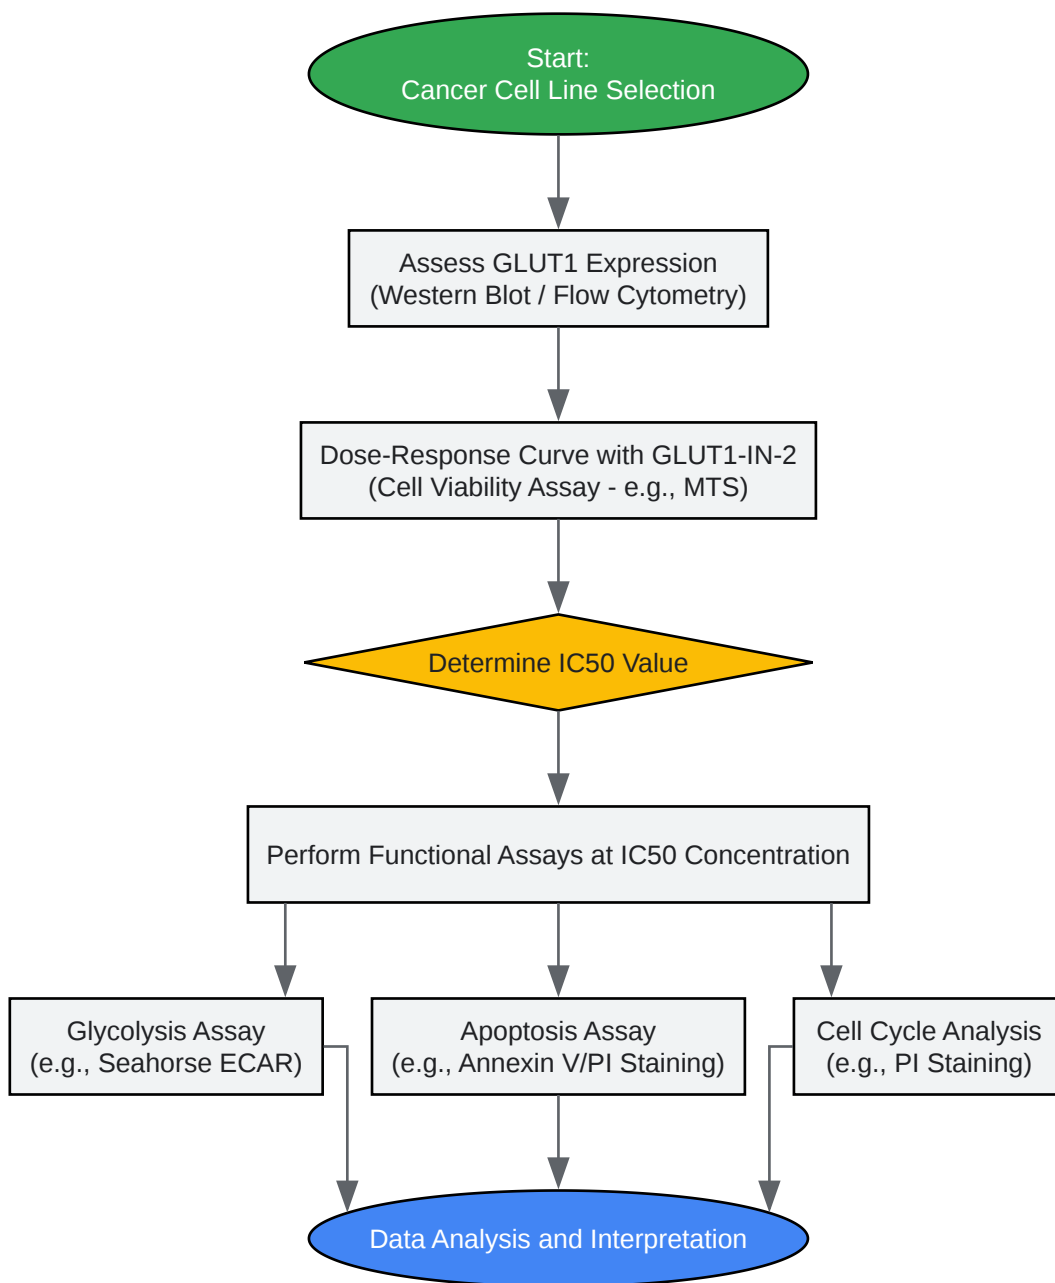 Start:
Cancer Cell Line Selection
Assess GLUT1 Expression
(Western Blot / Flow Cytometry)
Dose-Response Curve with GLUT1-IN-2
(Cell Viability Assay - e.g., MTS)
Determine IC50 Value
Perform Functional Assays at IC50 Concentration
Glycolysis Assay
(e.g., Seahorse ECAR)
Apoptosis Assay
(e.g., Annexin V/PI Staining)
Cell Cycle Analysis
(e.g., PI Staining)
Data Analysis and Interpretation